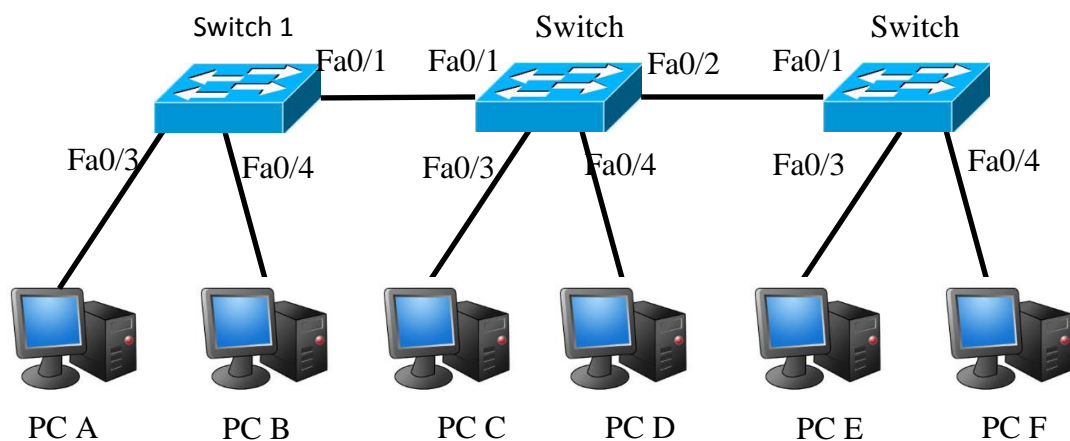 Switch 1
Switch
Switch
Fa0/1
Fa0/1
Fa0/2
Fa0/1
Fa0/3
Fa0/4
Fa0/3
Fa0/4
Fa0/3
Fa0/4
PC A
PC B
PC C
PC D
PC E
PC F